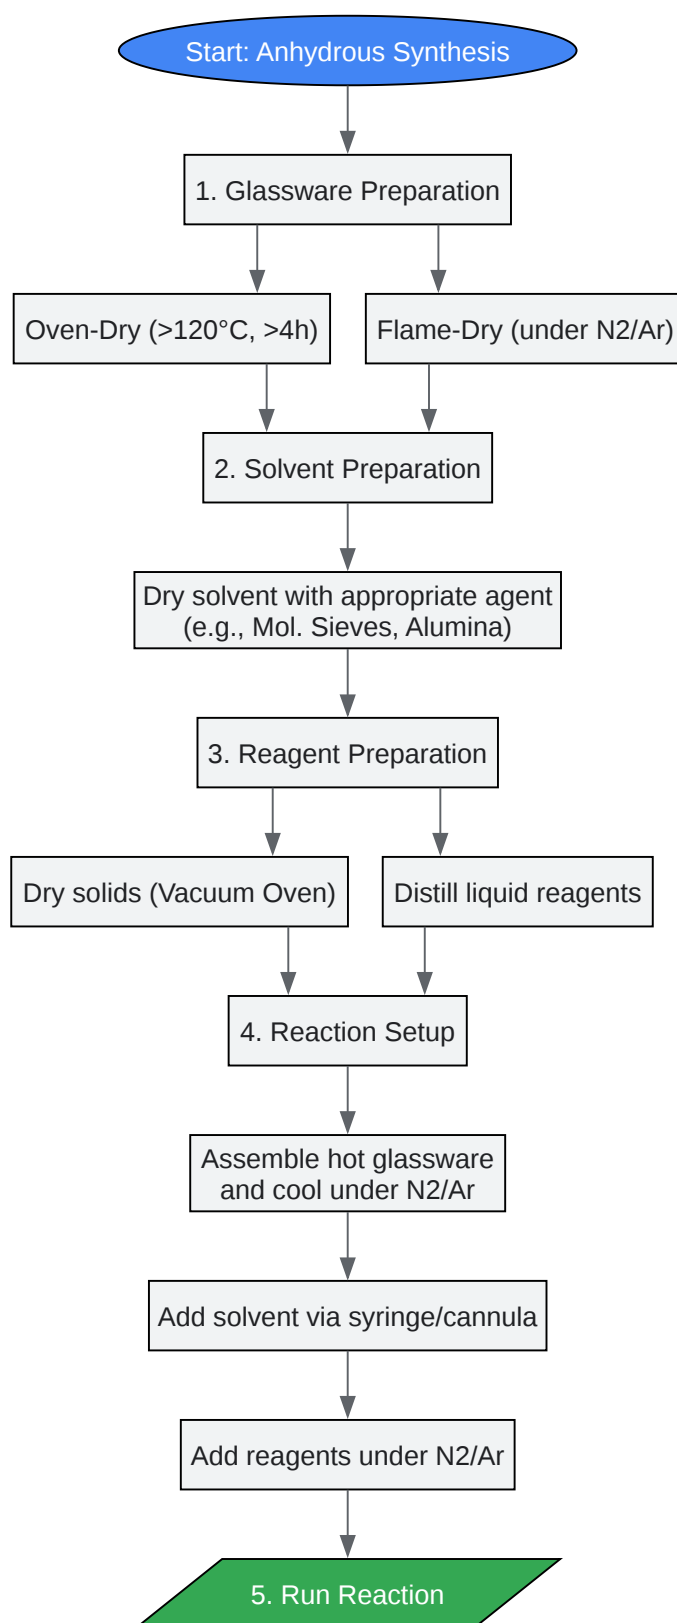 Start: Anhydrous Synthesis
1. Glassware Preparation
Oven-Dry (>120°C, >4h)
Flame-Dry (under N2/Ar)
2. Solvent Preparation
Dry solvent with appropriate agent
(e.g., Mol. Sieves, Alumina)
3. Reagent Preparation
Dry solids (Vacuum Oven)
Distill liquid reagents
4. Reaction Setup
Assemble hot glassware
and cool under N2/Ar
Add solvent via syringe/cannula
Add reagents under N2/Ar
5. Run Reaction